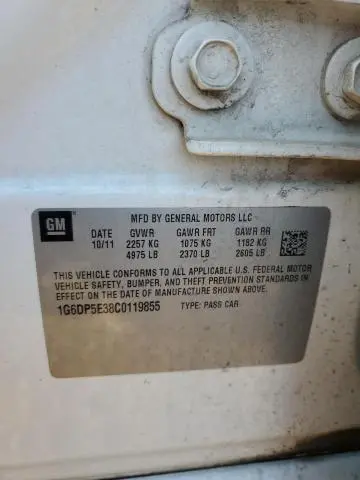 GM
MFD BY GENERAL MOTORS LLC
DATE GVWR GAWR FRT GAWR RR
10/11 2257 KG 1075 KG 1182 KG
4975 LB 2370 LB 2605 LB
THIS VEHICLE CONFORMS TO ALL APPLICABLE U.S. FEDERAL MOTOR
VEHICLE SAFETY, BUMPER, AND THEFT PREVENTION STANDARDS IN
EFFECT ON THE DATE OF MANUFACTURE SHOWN ABOVE.
1G6DP5E38C0119855 TYPE: PASS CAR